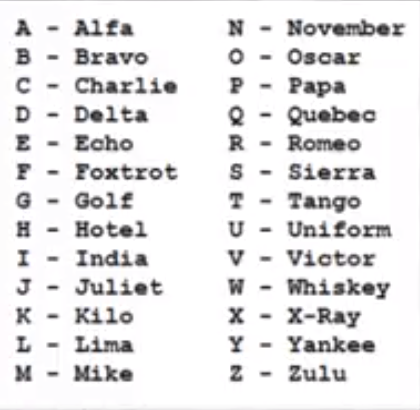 A - Alfa
B - Bravo
C - Charlie
D - Delta
E - Echo
F - Foxtrot
G - Golf
H - Hotel
I - India
J - Juliet
K - Kilo
L - Lima
M - Mike
N - November
O - Oscar
P - Papa
Q - Quebec
R - Romeo
S - Sierra
T - Tango
U - Uniform
V - Victor
W - Whiskey
X - X-Ray
Y - Yankee
Z - Zulu